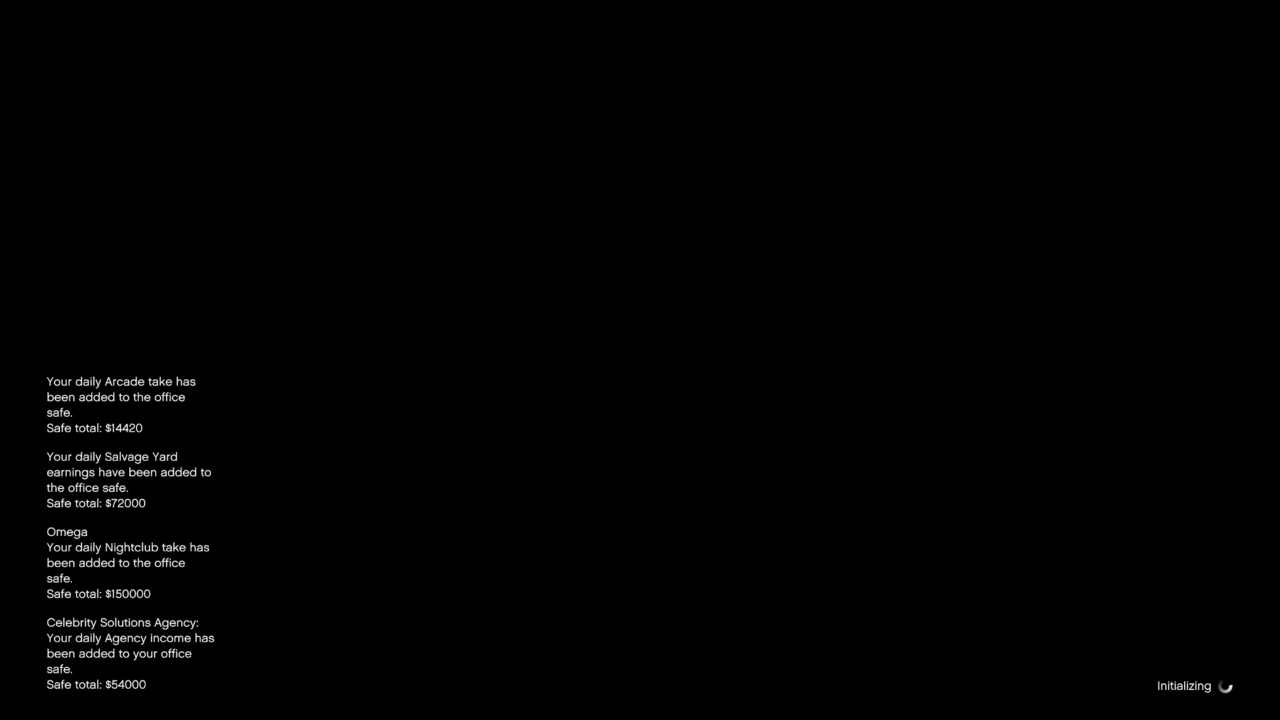 Your daily Arcade take has
been added to the office
safe.
Safe total: $14420
Your daily Salvage Yard
earnings have been added to
the office safe.
Safe total: $72000
Omega
Your daily Nightclub take has
been added to the office
safe.
Safe total: $150000
Celebrity Solutions Agency:
Your daily Agency income has
been added to your office
safe.
Safe total: $54000
Initializing